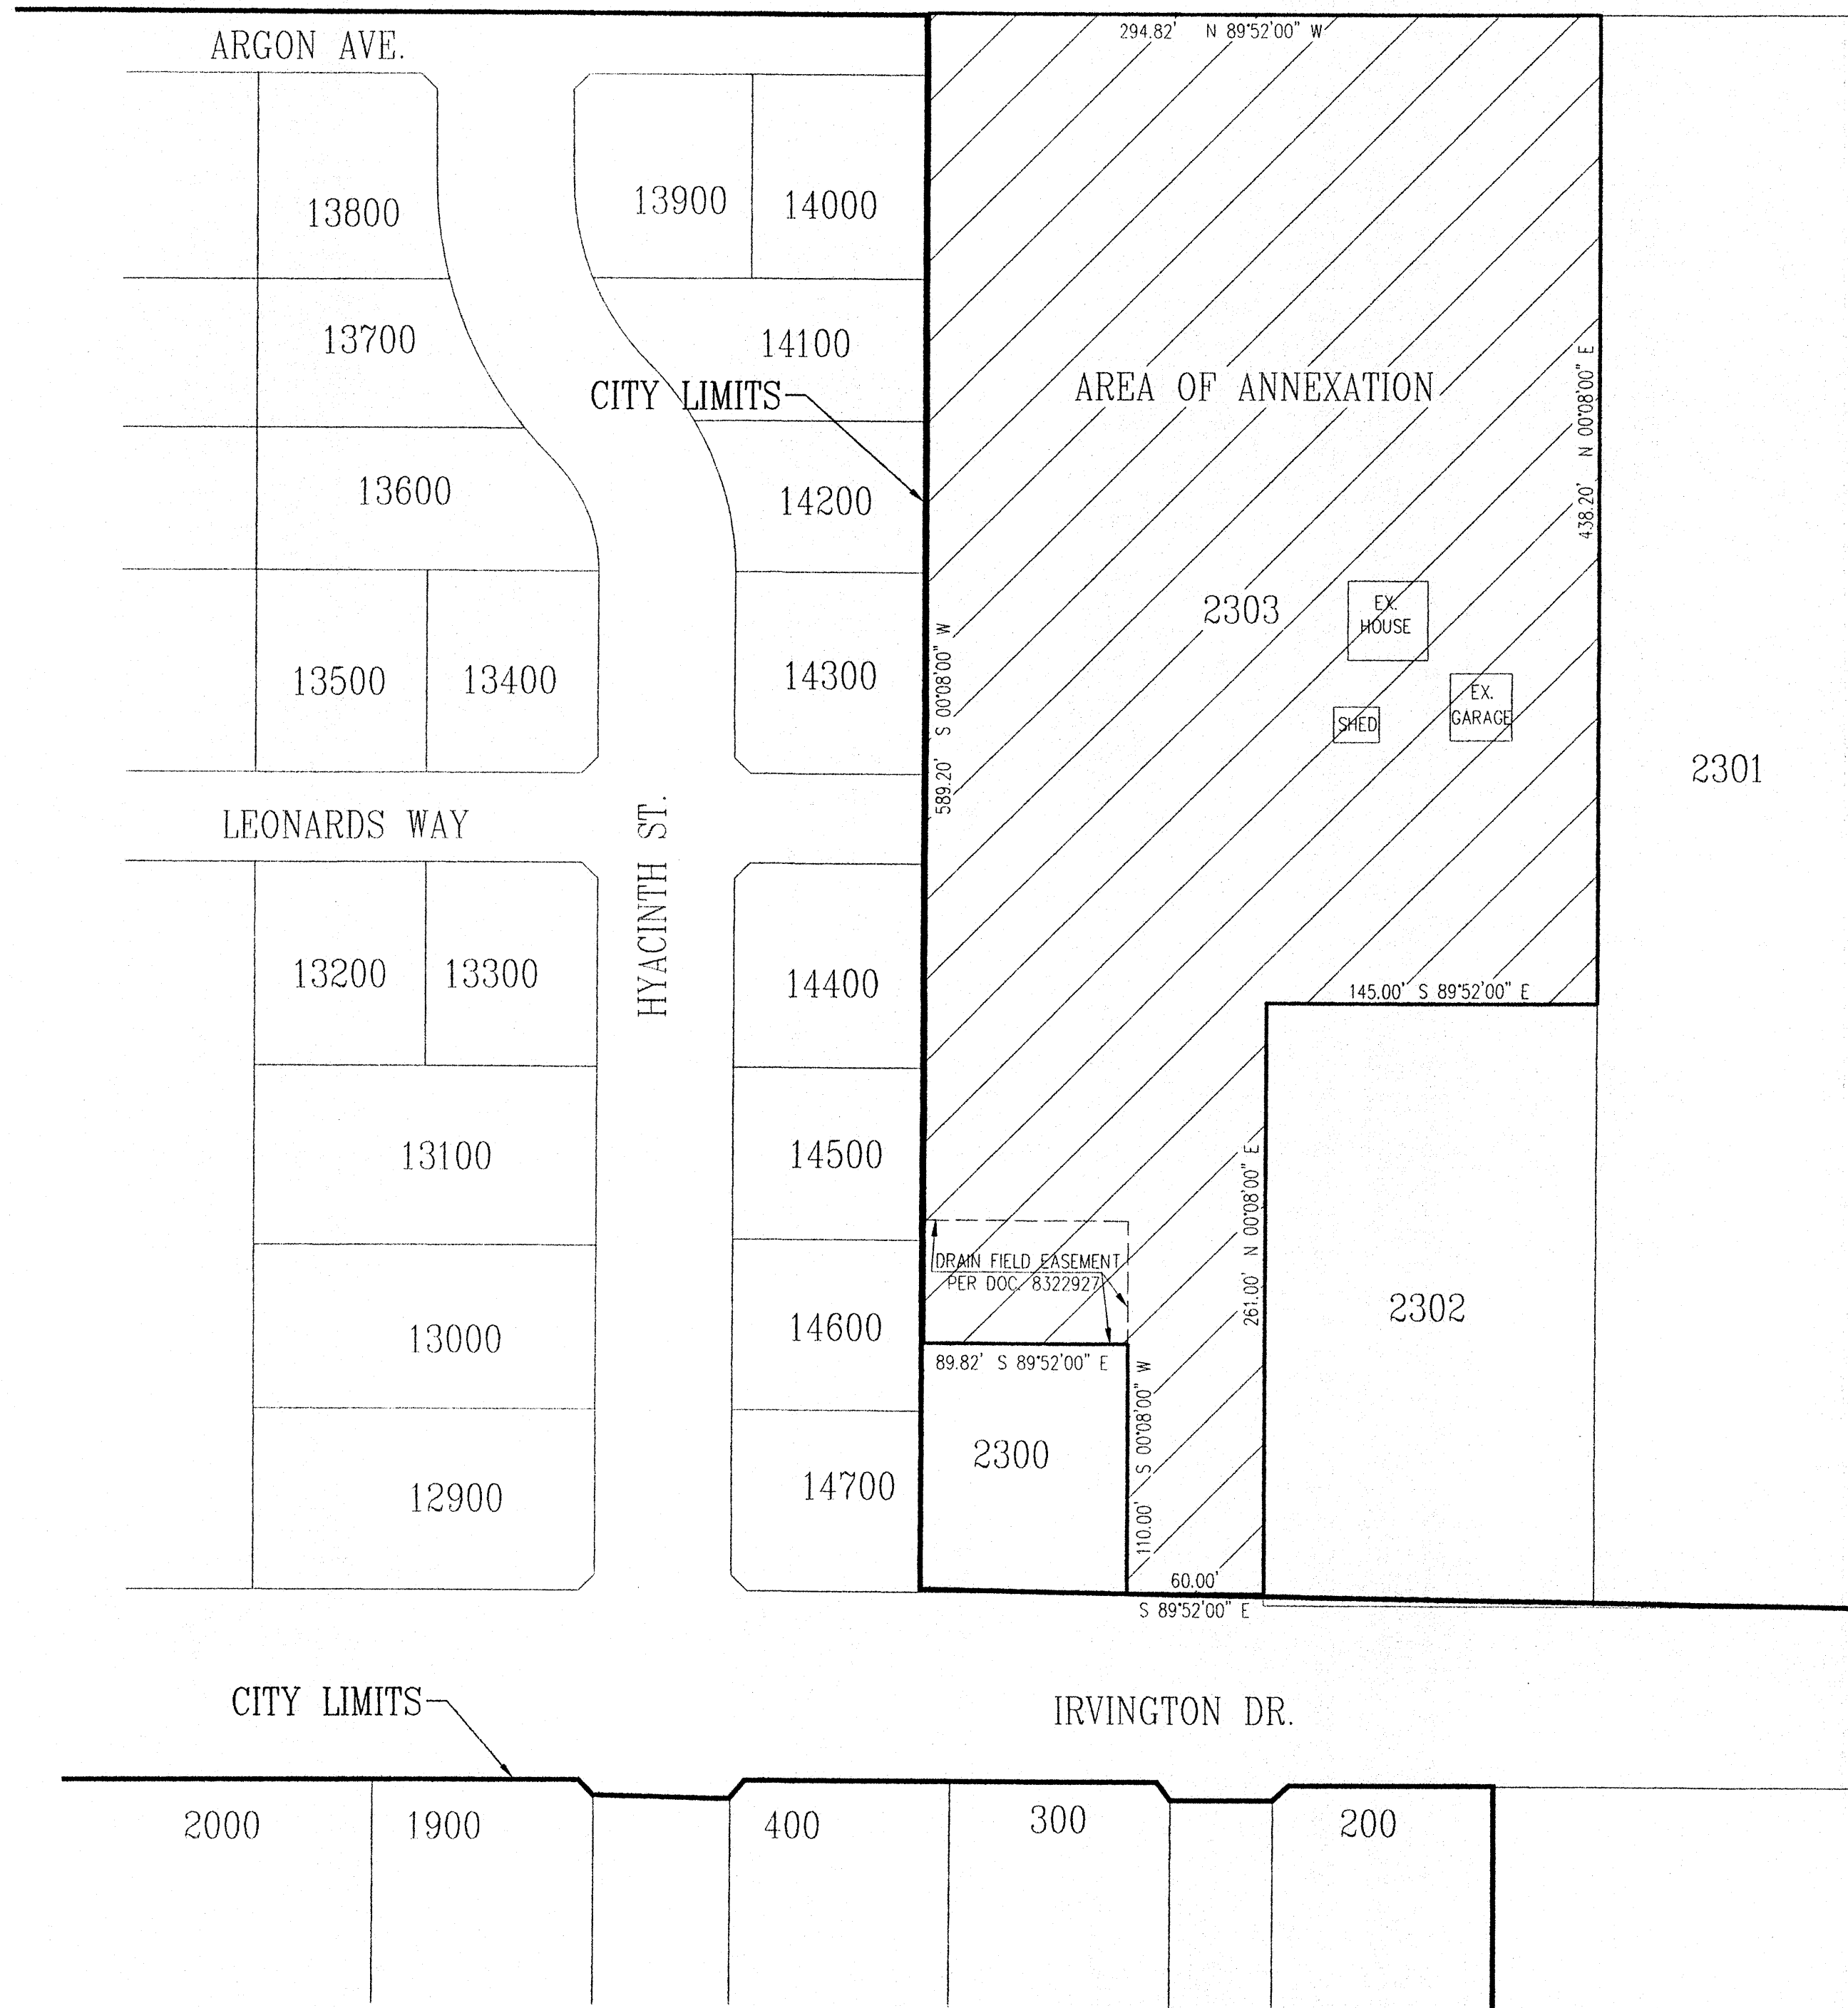 ARGON AVE.
294.82' N 89°52'00" W
13800
13900
14000
13700
14100
CITY LIMITS
AREA OF ANNEXATION
438.20' N 00°08'00" E
13600
14200
2303
EX.
HOUSE
13500
13400
14300
589.20' S 00°08'00" W
EX.
GARAGE
SHED
2301
LEONARDS WAY
HYACINTH ST.
13200
13300
14400
145.00' S 89°52'00" E
13100
14500
261.00' N 00°08'00" E
DRAIN FIELD EASEMENT
PER DOC. 8322927
13000
14600
2302
89.82' S 89°52'00" E
110.00' S 00°08'00" W
2300
12900
14700
60.00'
S 89°52'00" E
CITY LIMITS
IRVINGTON DR.
2000
1900
400
300
200